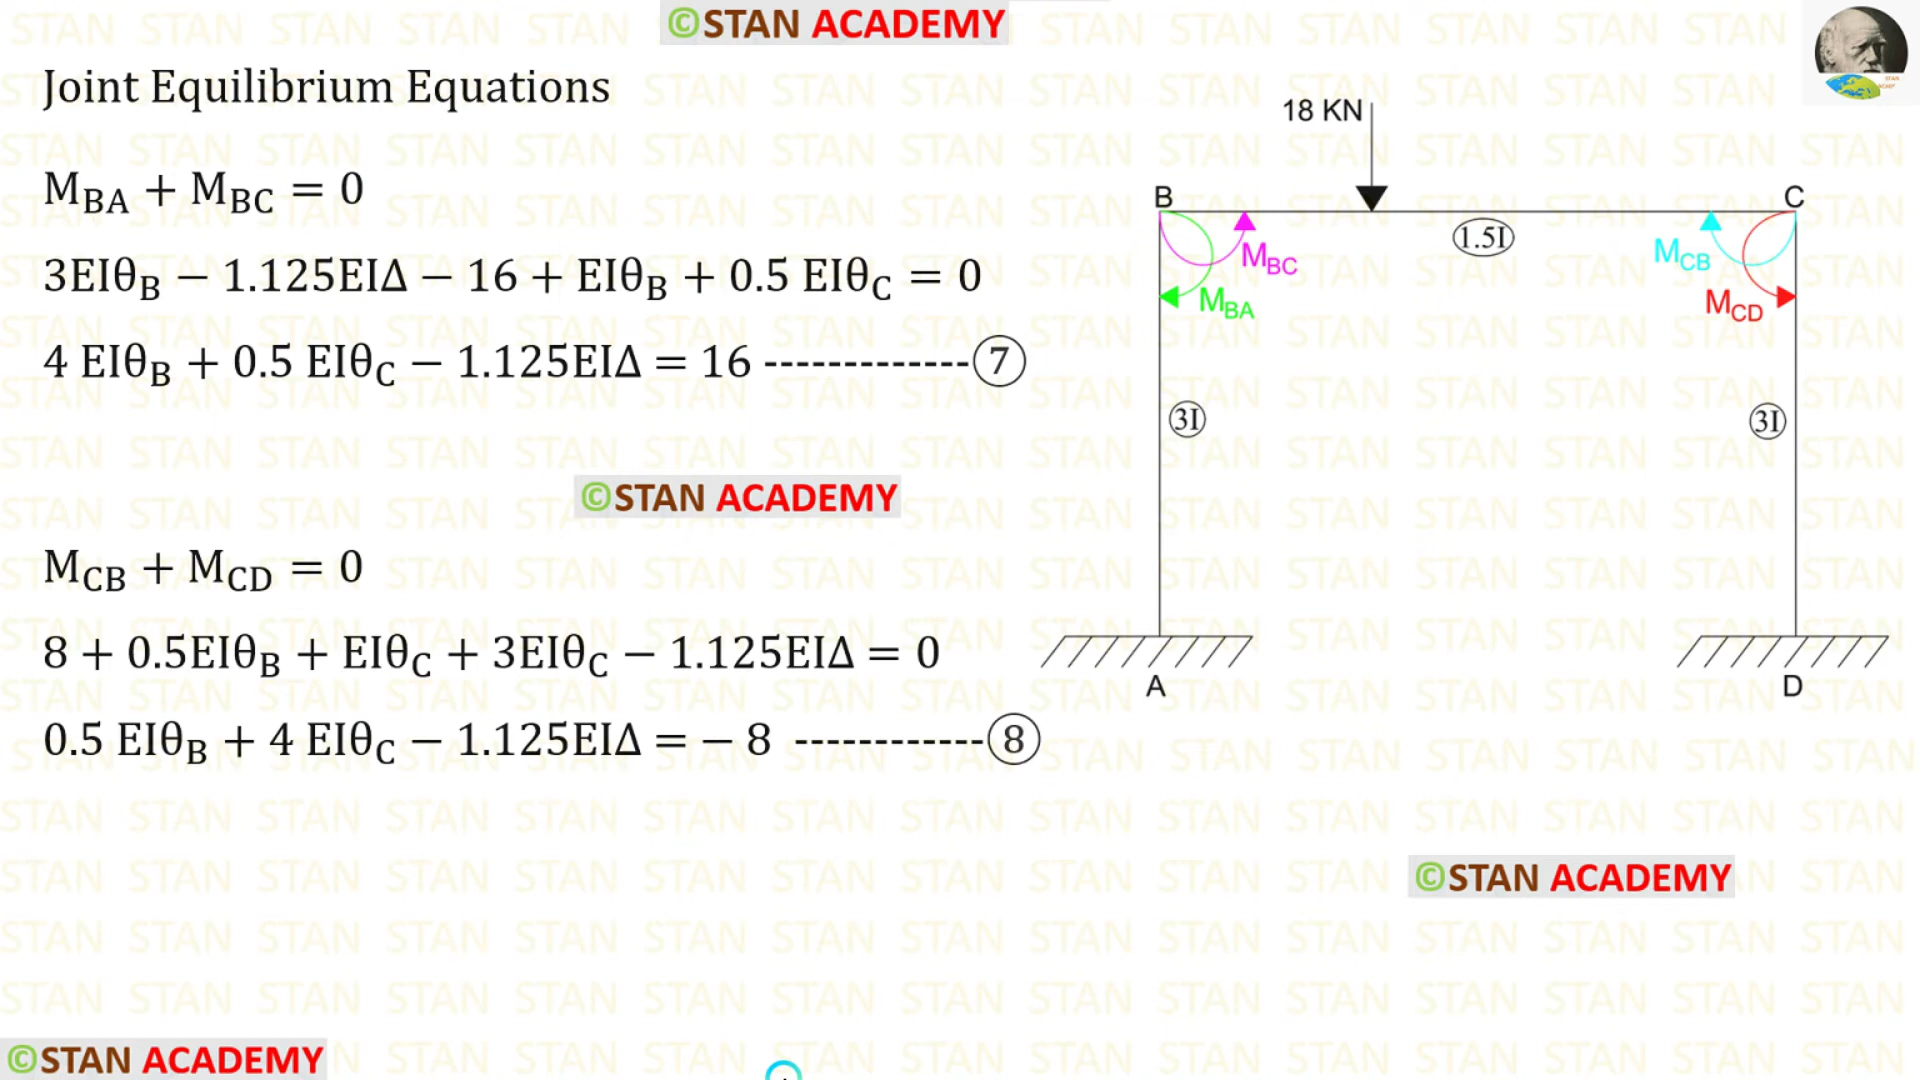 ©STAN ACADEMY
Joint Equilibrium Equations
M_BA + M_BC = 0
3EIθ_B − 1.125EIΔ − 16 + EIθ_B + 0.5 EIθ_C = 0
4 EIθ_B + 0.5 EIθ_C − 1.125EIΔ = 16 -------------⑦
©STAN ACADEMY
M_CB + M_CD = 0
8 + 0.5EIθ_B + EIθ_C + 3EIθ_C − 1.125EIΔ = 0
0.5 EIθ_B + 4 EIθ_C − 1.125EIΔ = − 8 ------------⑧
18 KN
B
C
1.5I
M_BC
M_CB
M_BA
M_CD
3I
3I
A
D
©STAN ACADEMY
©STAN ACADEMY